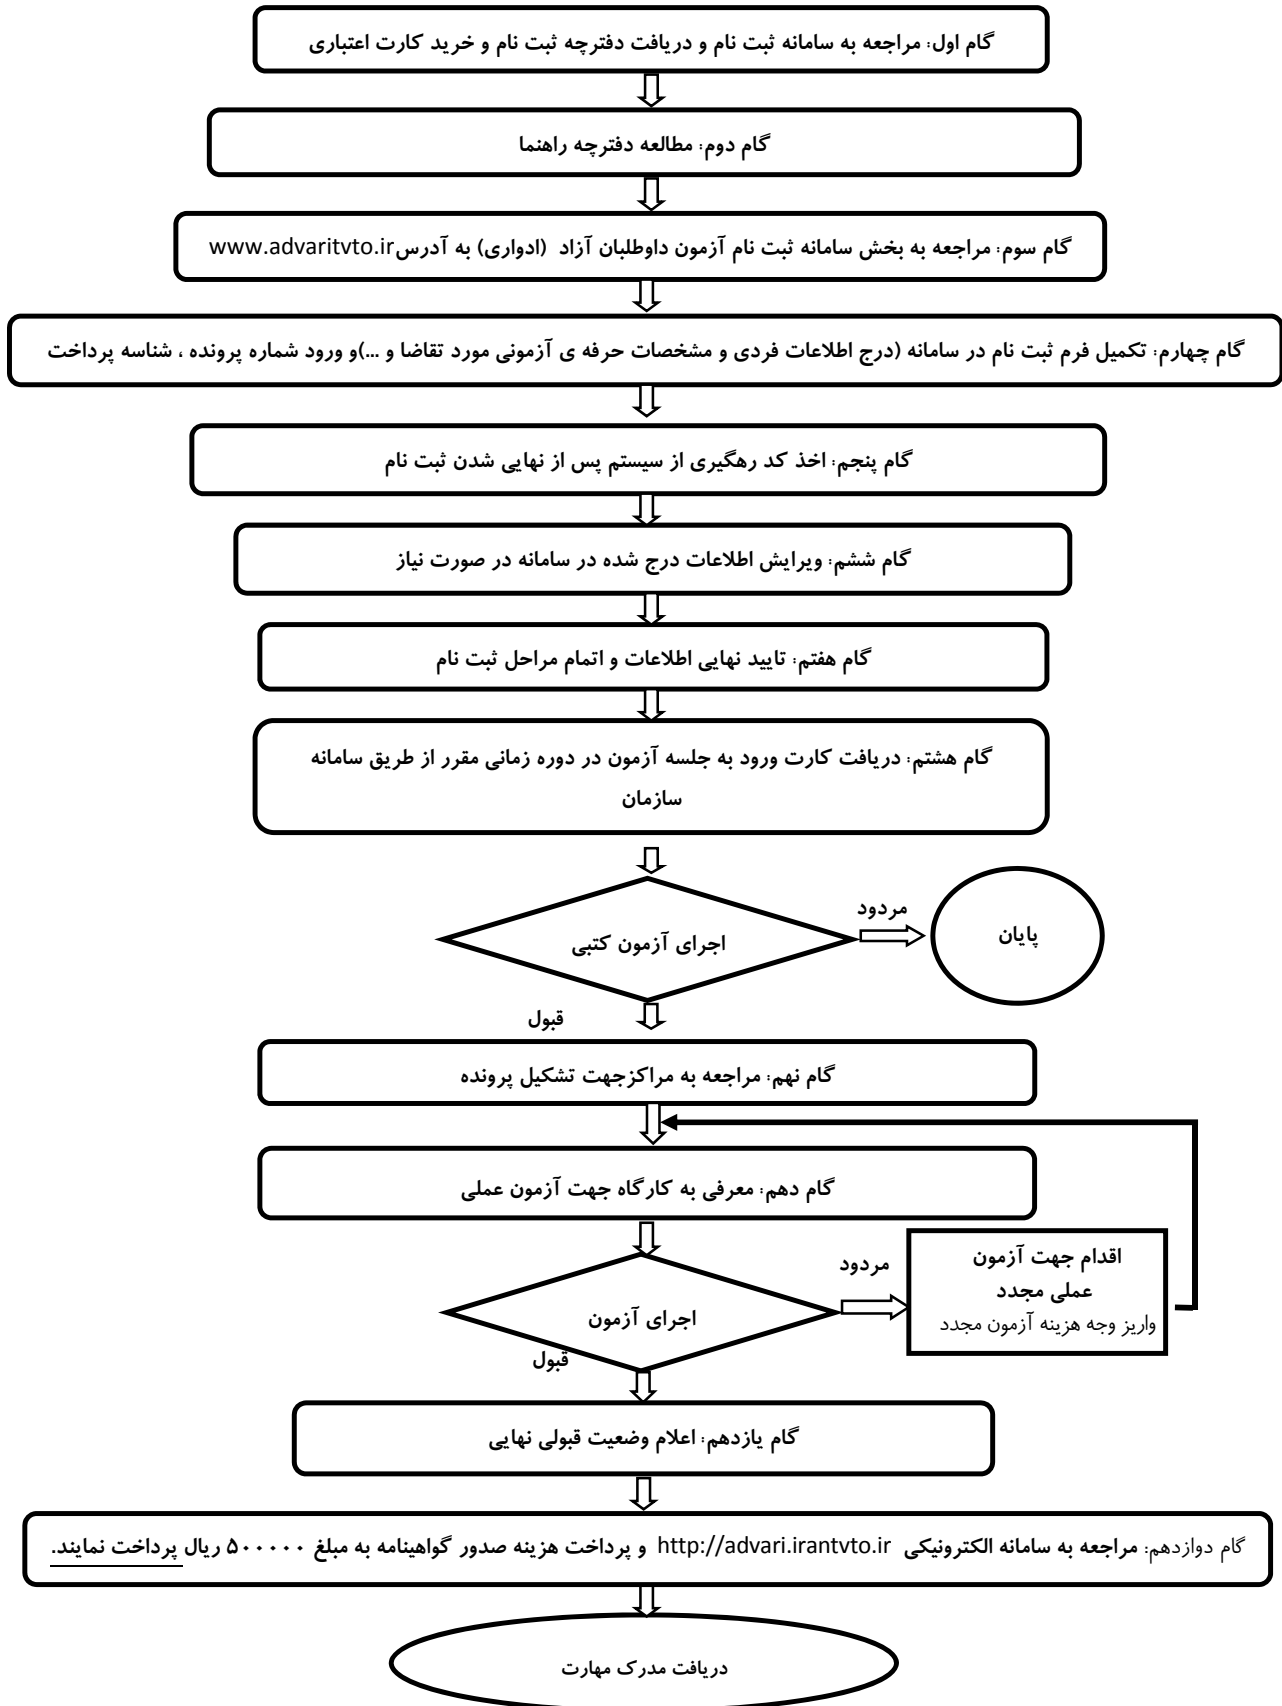 گام اول: مراجعه به سامانه ثبت نام و دریافت دفترچه ثبت نام و خرید کارت اعتباری
گام دوم: مطالعه دفترچه راهنما
گام سوم: مراجعه به بخش سامانه ثبت نام آزمون داوطلبان آزاد (ادواری) به آدرسwww.advaritvto.ir
گام چهارم: تکمیل فرم ثبت نام در سامانه (درج اطلاعات فردی و مشخصات حرفه ی آزمونی مورد تقاضا و ...)و ورود شماره پرونده ، شناسه پرداخت
گام پنجم: اخذ کد رهگیری از سیستم پس از نهایی شدن ثبت نام
گام ششم: ویرایش اطلاعات درج شده در سامانه در صورت نیاز
گام هفتم: تایید نهایی اطلاعات و اتمام مراحل ثبت نام
گام هشتم: دریافت کارت ورود به جلسه آزمون در دوره زمانی مقرر از طریق سامانه
سازمان
اجرای آزمون کتبی
مردود
پایان
قبول
گام نهم: مراجعه به مراکزجهت تشکیل پرونده
گام دهم: معرفی به کارگاه جهت آزمون عملی
اجرای آزمون
مردود
اقدام جهت آزمون
عملی مجدد
واریز وجه هزینه آزمون مجدد
قبول
گام یازدهم: اعلام وضعیت قبولی نهایی
گام دوازدهم: مراجعه به سامانه الکترونیکی http://advari.irantvto.ir و پرداخت هزینه صدور گواهینامه به مبلغ ۵۰۰۰۰۰ ریال پرداخت نمایند.
دریافت مدرک مهارت